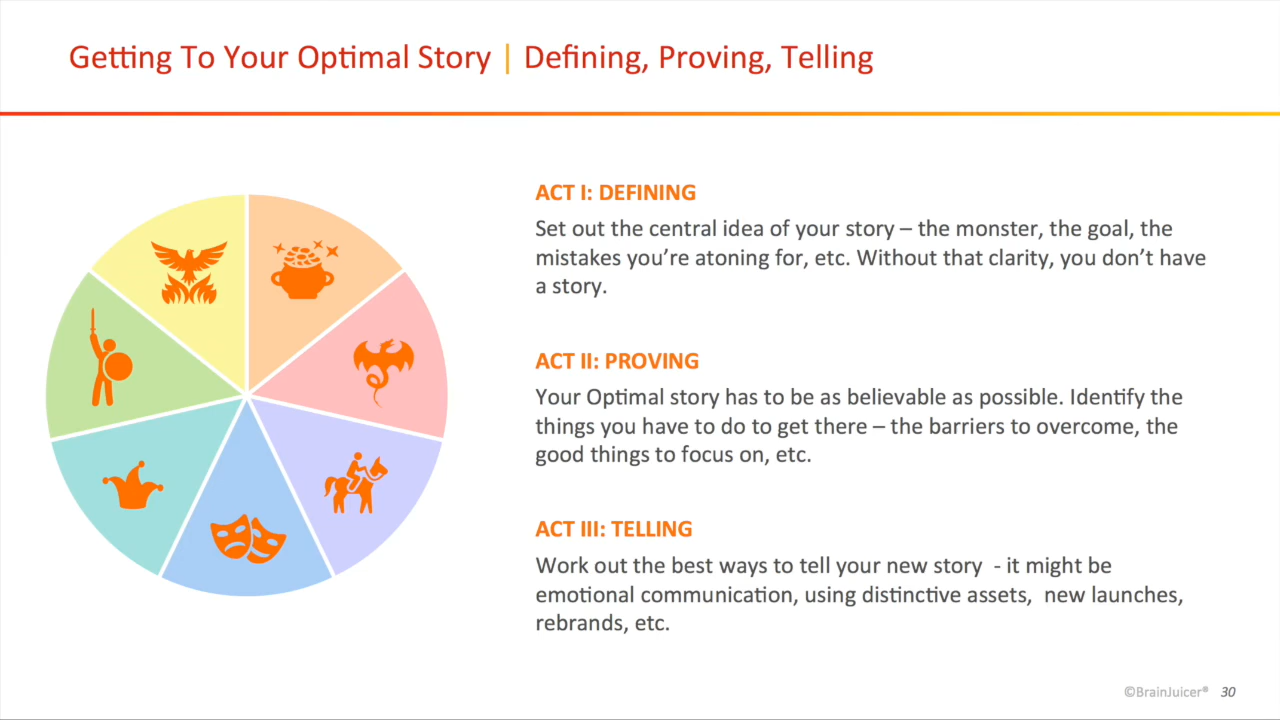 Getting To Your Optimal Story | Defining, Proving, Telling
ACT I: DEFINING
Set out the central idea of your story – the monster, the goal, the
mistakes you’re atoning for, etc. Without that clarity, you don’t have
a story.
ACT II: PROVING
Your Optimal story has to be as believable as possible. Identify the
things you have to do to get there – the barriers to overcome, the
good things to focus on, etc.
ACT III: TELLING
Work out the best ways to tell your new story  - it might be
emotional communication, using distinctive assets,  new launches,
rebrands, etc.
©BrainJuicer® 30